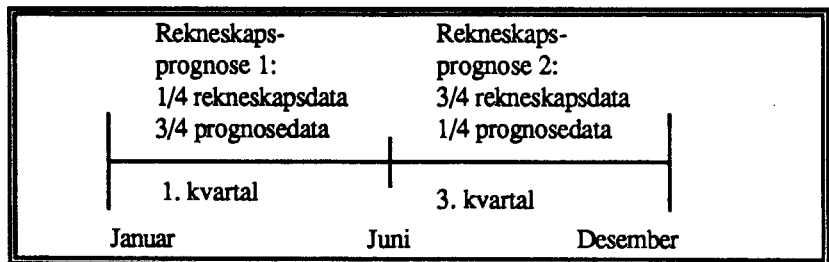 Rekneskaps-
prognose 1:
1/4 rekneskapsdata
3/4 prognosedata
Rekneskaps-
prognose 2:
3/4 rekneskapsdata
1/4 prognosedata
1. kvartal
3. kvartal
Januar
Juni
Desember